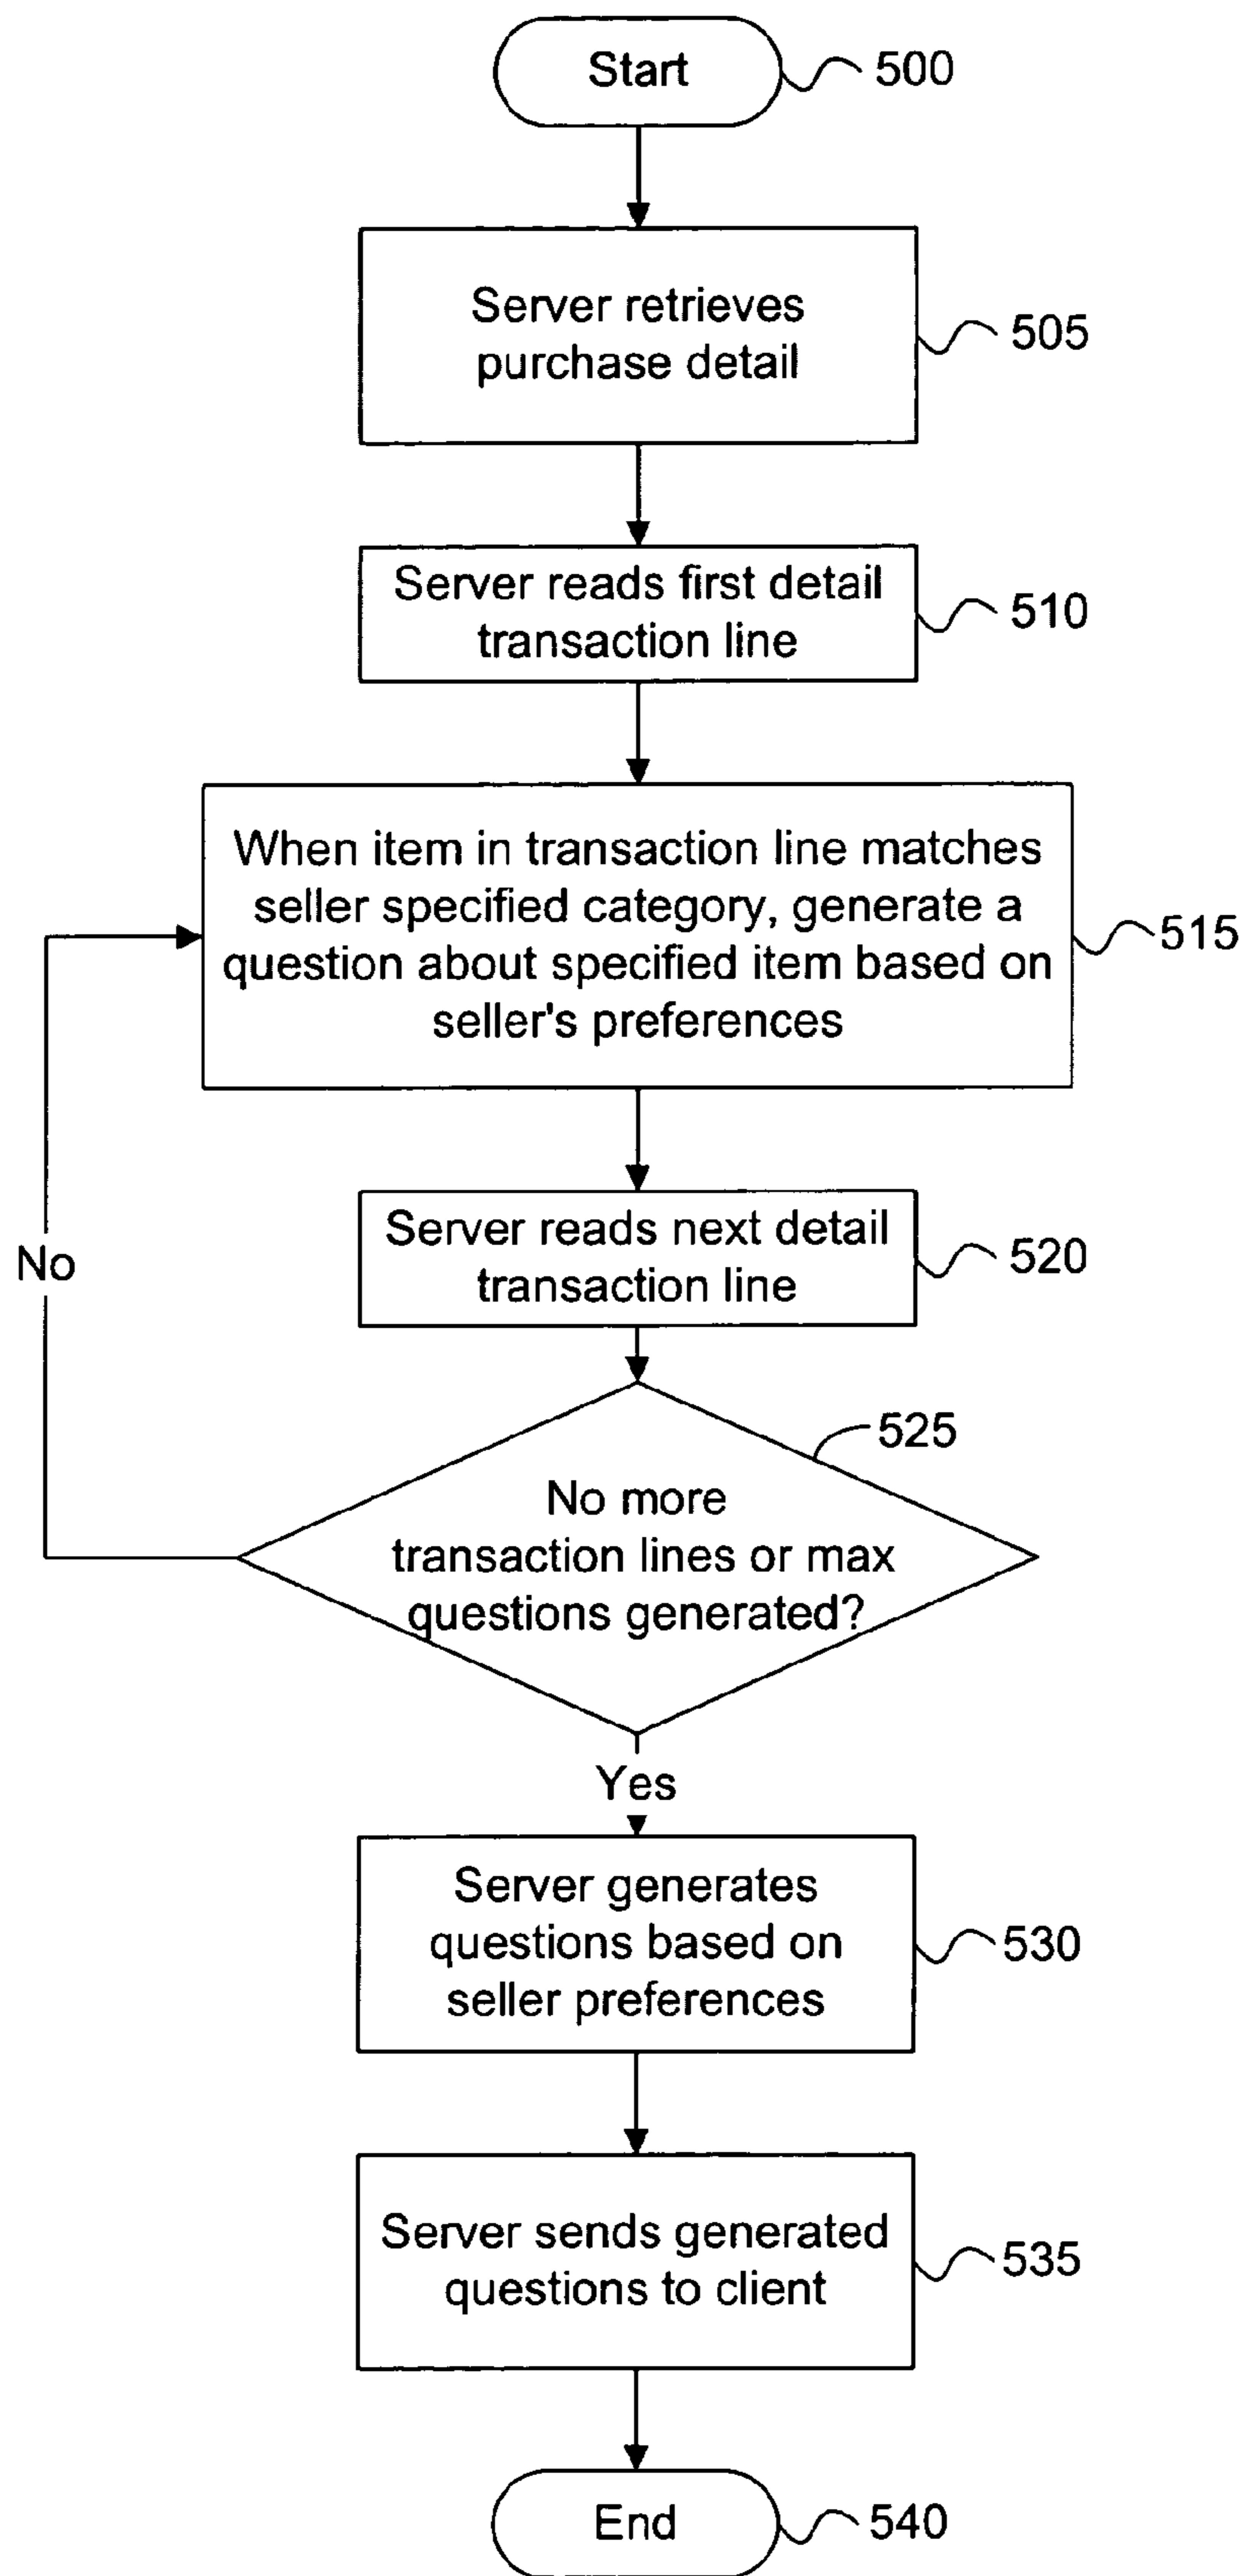 Start
500
Server retrieves
purchase detail
505
Server reads first detail
transaction line
510
When item in transaction line matches
seller specified category, generate a
question about specified item based on
seller's preferences
515
Server reads next detail
transaction line
520
No
525
No more
transaction lines or max
questions generated?
Yes
Server generates
questions based on
seller preferences
530
Server sends generated
questions to client
535
End
540